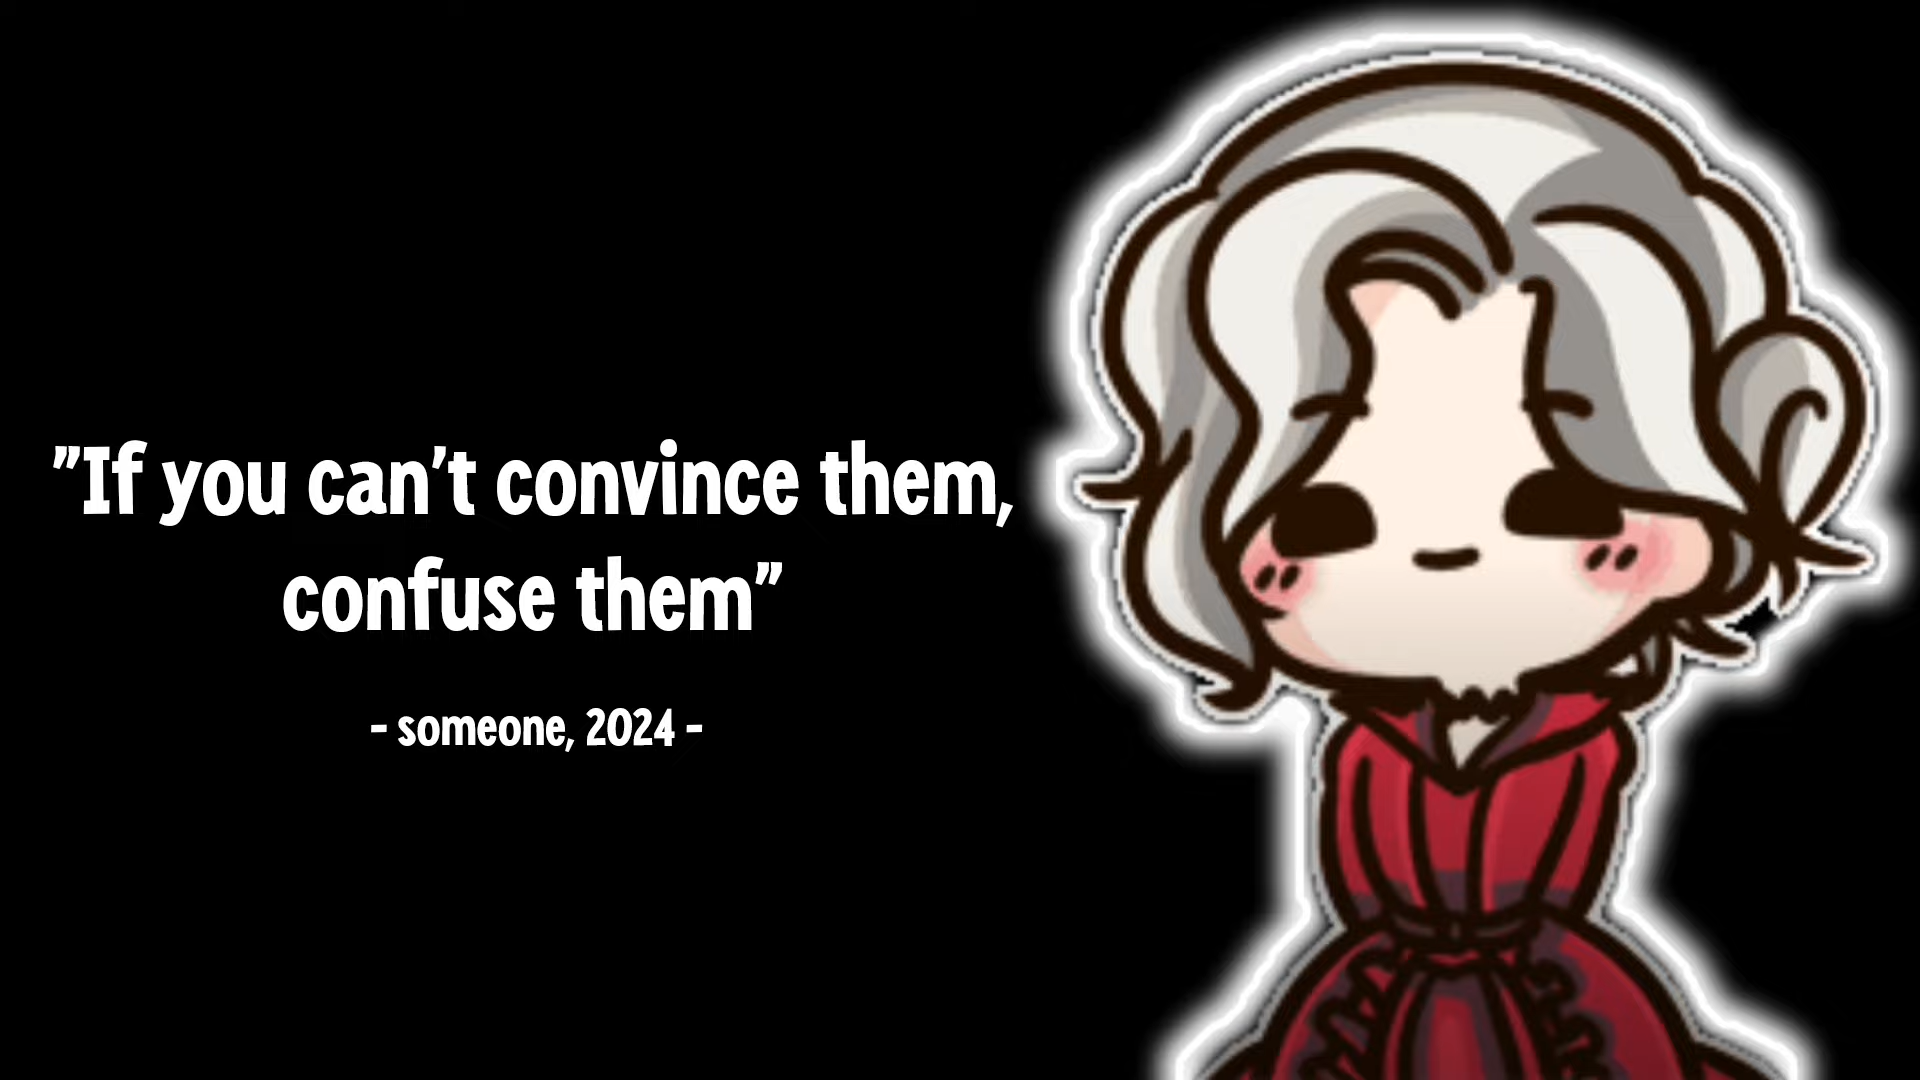 "If you can't convince them,
confuse them"
- someone, 2024 -